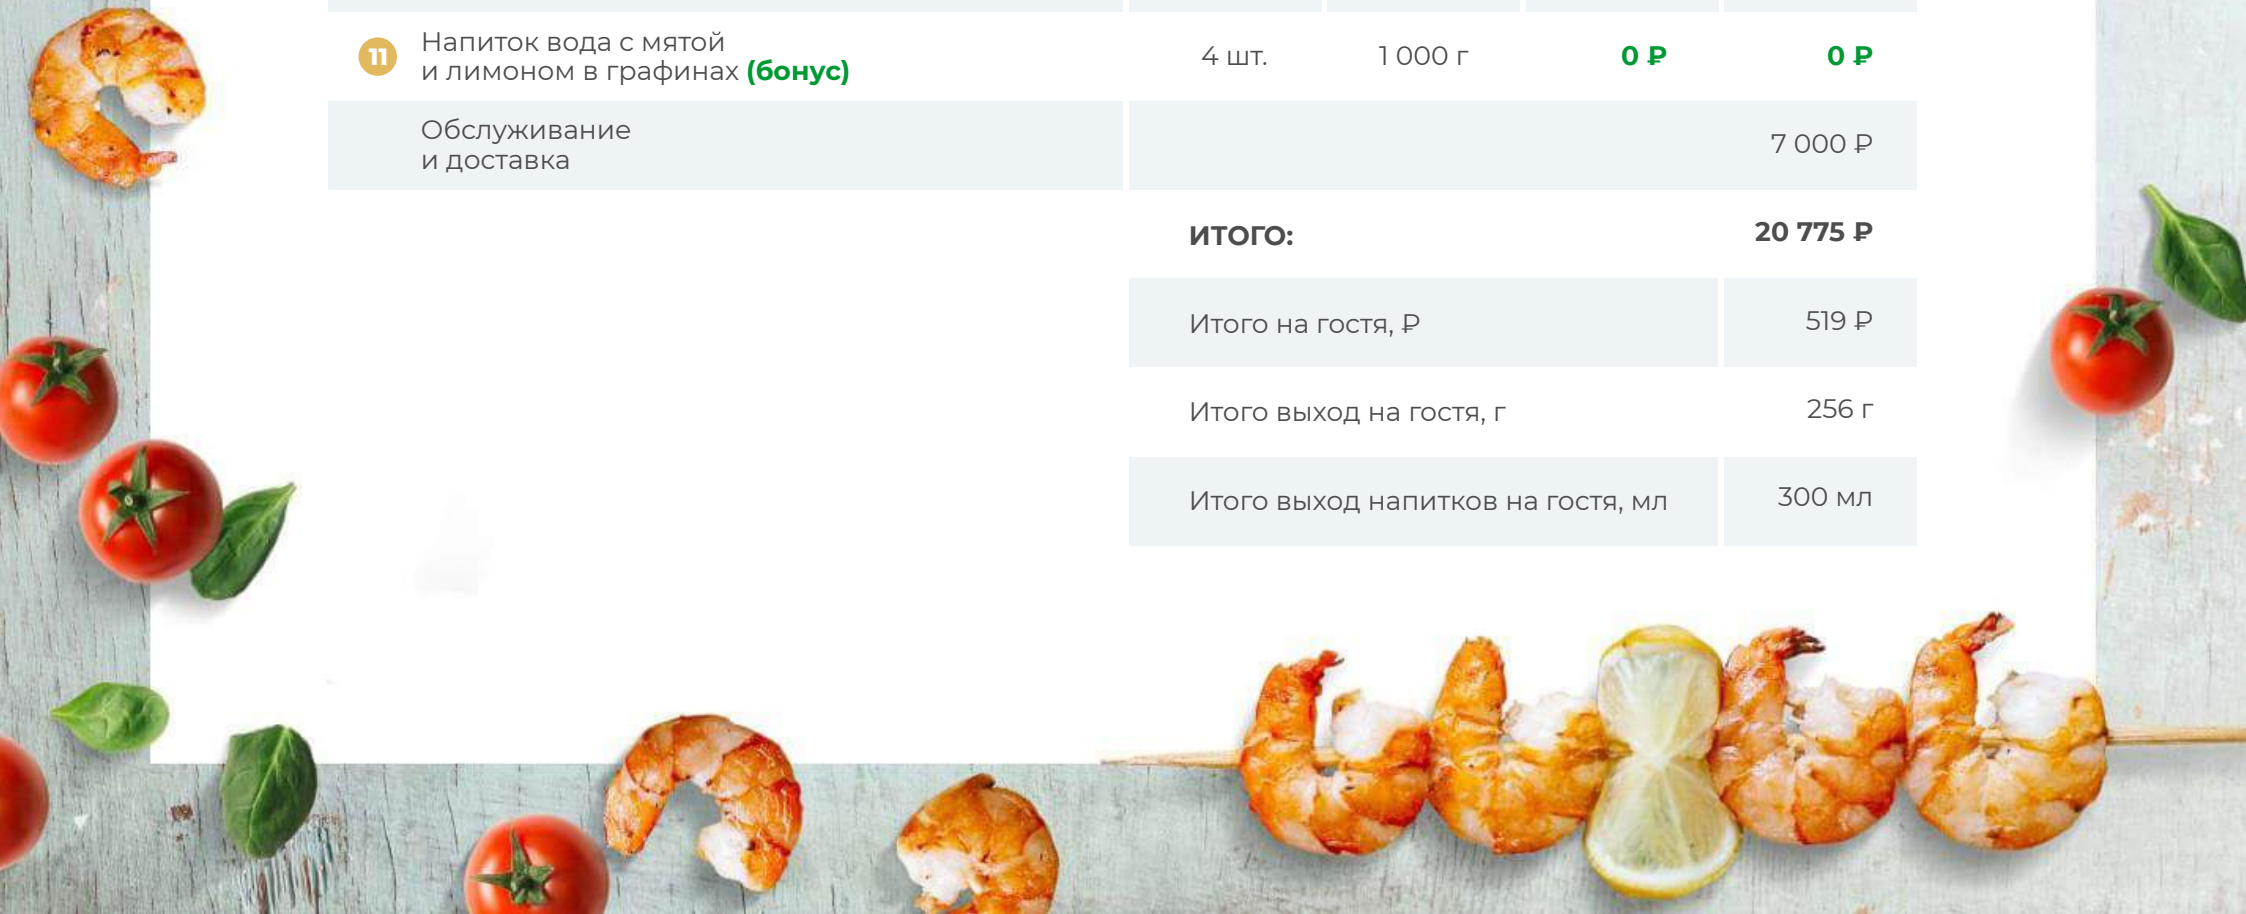 11
Напиток вода с мятой
и лимоном в графинах (бонус)
4 шт.
1 000 г
0 ₽
0 ₽
Обслуживание
и доставка
7 000 ₽
ИТОГО:
20 775 ₽
Итого на гостя, ₽
519 ₽
Итого выход на гостя, г
256 г
Итого выход напитков на гостя, мл
300 мл